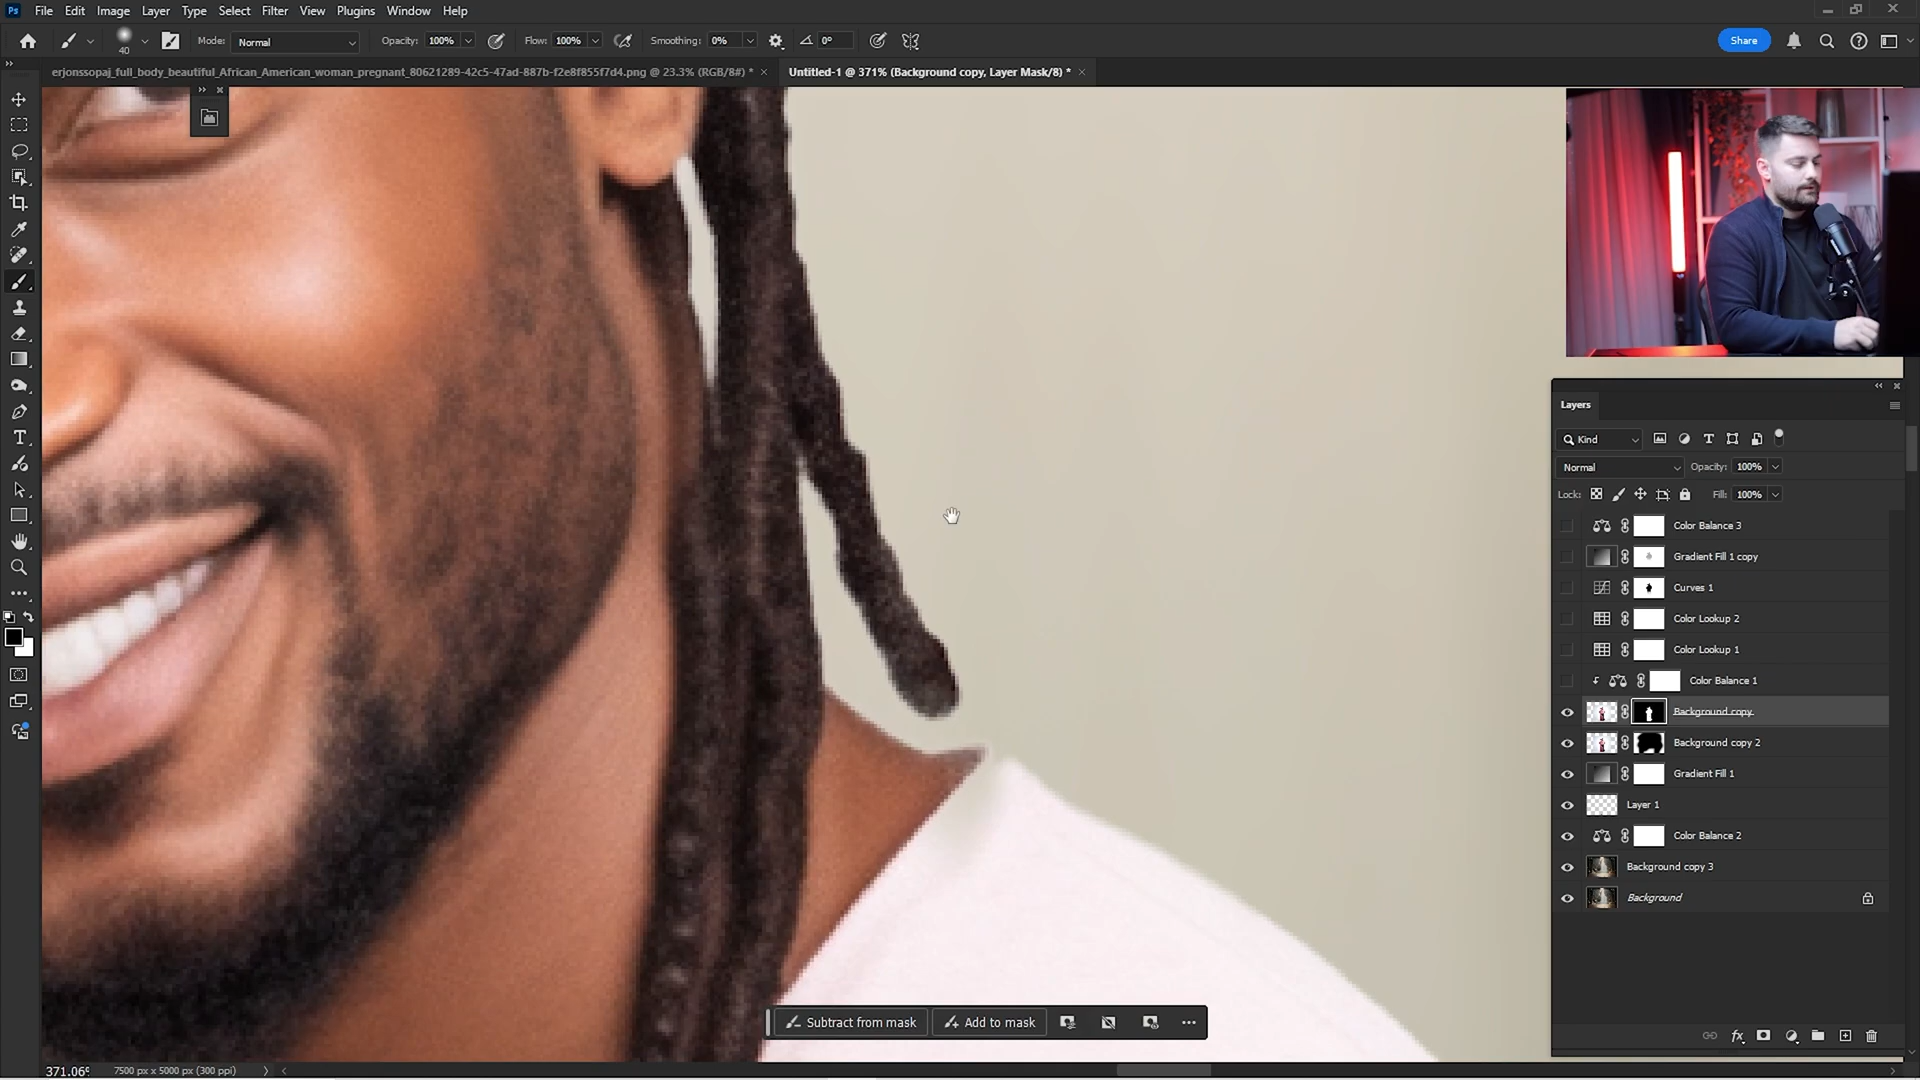 Ps File Edit Image Layer Type Select Filter View Plugins Window Help
40 Mode: Normal Opacity: 100% Flow: 100% Smoothing: 0% 0° Share
erjonssopaj_full_body_beautiful_African_American_woman_pregnant_80621289-42c5-47ad-887b-f2e8f855f7d4.png @ 23.3% (RGB/8#) * Untitled-1 @ 371% (Background copy, Layer Mask/8) *
Layers
Kind
Normal Opacity: 100%
Lock: Fill: 100%
Color Balance 3
Gradient Fill 1 copy
Curves 1
Color Lookup 2
Color Lookup 1
Color Balance 1
Background copy
Background copy 2
Gradient Fill 1
Layer 1
Color Balance 2
Background copy 3
Background
Subtract from mask Add to mask
fx
371.06% 7500 px x 5000 px (300 ppi)